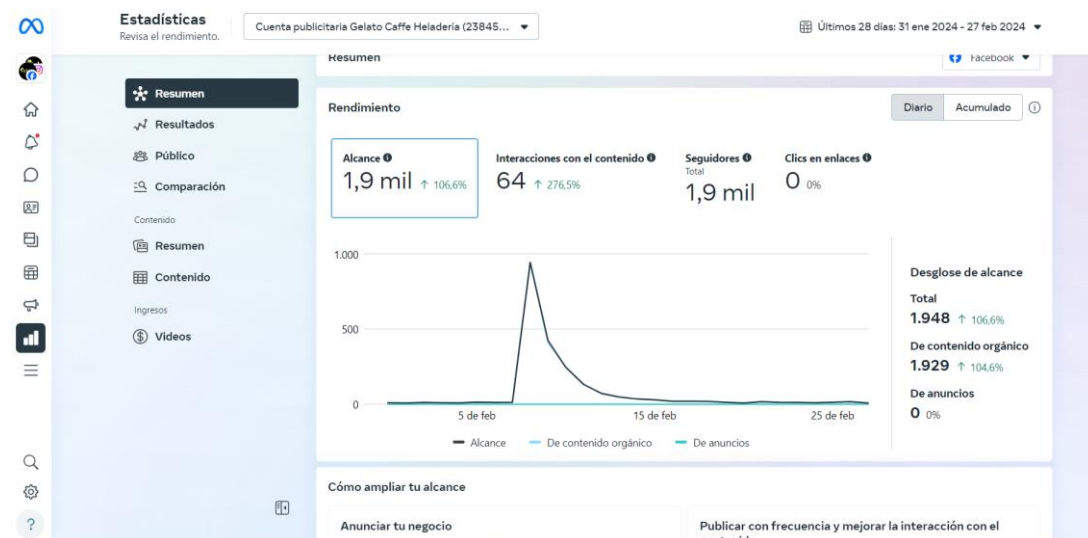 Estadísticas
Revisa el rendimiento.
Cuenta publicitaria Gelato Caffe Heladería (23845...
Últimos 28 días: 31 ene 2024 - 27 feb 2024
Resumen
Resultados
Público
Comparación
Contenido
Resumen
Contenido
Ingresos
Videos
Resumen
Facebook
Rendimiento
Diario
Acumulado
Alcance
1,9 mil ↑ 106,6%
Interacciones con el contenido
64 ↑ 276,5%
Seguidores
Total
1,9 mil
Clics en enlaces
0 0%
1.000
500
0
5 de feb
15 de feb
25 de feb
Alcance
De contenido orgánico
De anuncios
Desglose de alcance
Total
1.948 ↑ 106,6%
De contenido orgánico
1.929 ↑ 104,6%
De anuncios
0 0%
Cómo ampliar tu alcance
Anunciar tu negocio
Publicar con frecuencia y mejorar la interacción con el
?